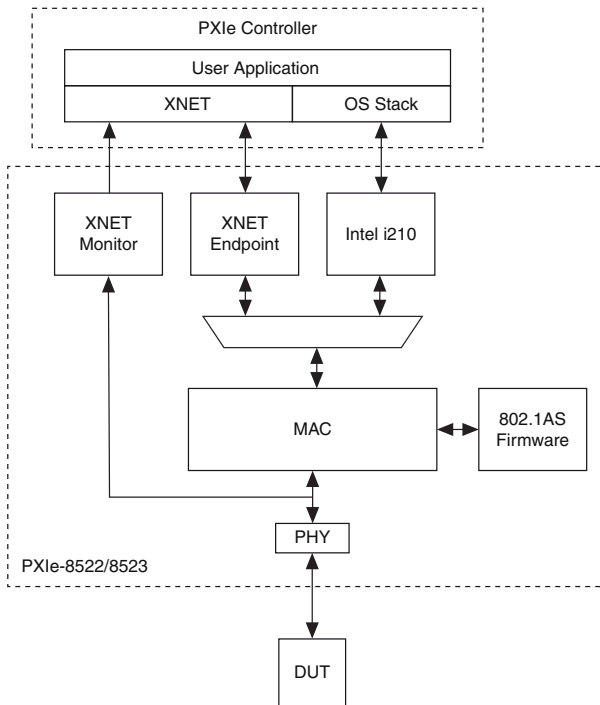 PXIe Controller
User Application
XNET
OS Stack
XNET
Monitor
XNET
Endpoint
Intel i210
MAC
802.1AS
Firmware
PHY
PXIe-8522/8523
DUT